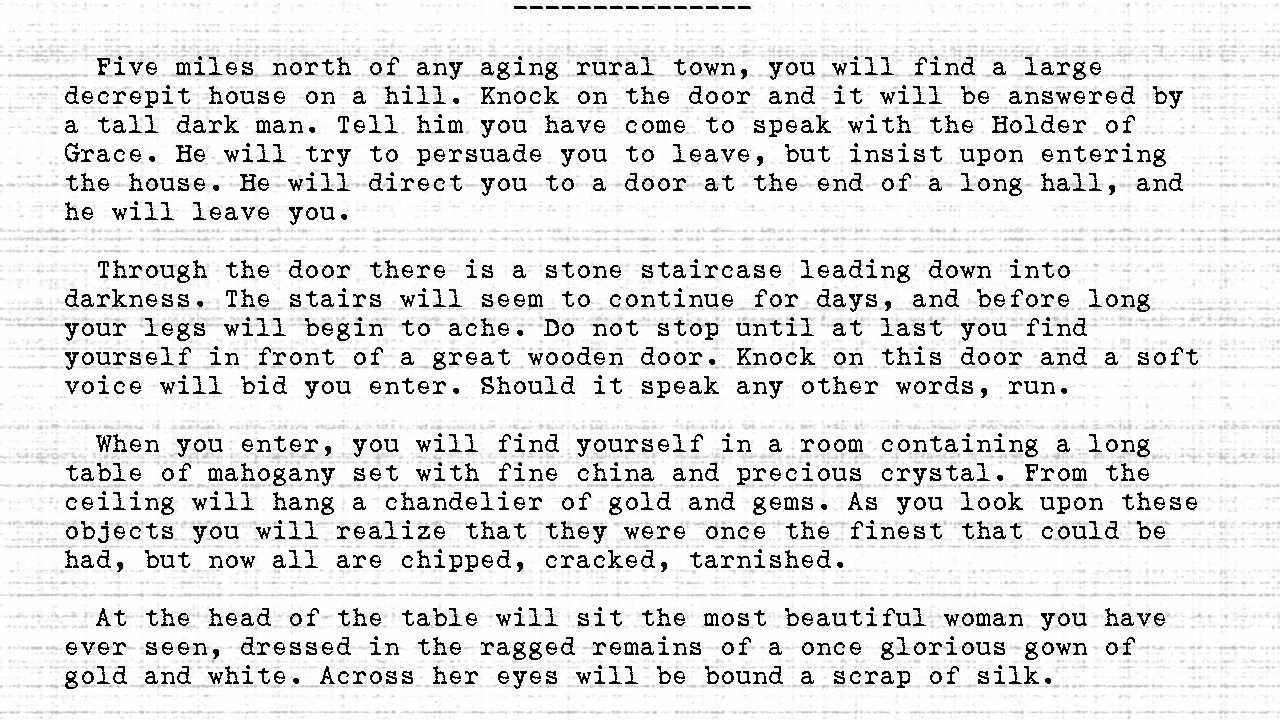 ---------------
Five miles north of any aging rural town, you will find a large
decrepit house on a hill. Knock on the door and it will be answered by
a tall dark man. Tell him you have come to speak with the Holder of
Grace. He will try to persuade you to leave, but insist upon entering
the house. He will direct you to a door at the end of a long hall, and
he will leave you.
Through the door there is a stone staircase leading down into
darkness. The stairs will seem to continue for days, and before long
your legs will begin to ache. Do not stop until at last you find
yourself in front of a great wooden door. Knock on this door and a soft
voice will bid you enter. Should it speak any other words, run.
When you enter, you will find yourself in a room containing a long
table of mahogany set with fine china and precious crystal. From the
ceiling will hang a chandelier of gold and gems. As you look upon these
objects you will realize that they were once the finest that could be
had, but now all are chipped, cracked, tarnished.
At the head of the table will sit the most beautiful woman you have
ever seen, dressed in the ragged remains of a once glorious gown of
gold and white. Across her eyes will be bound a scrap of silk.